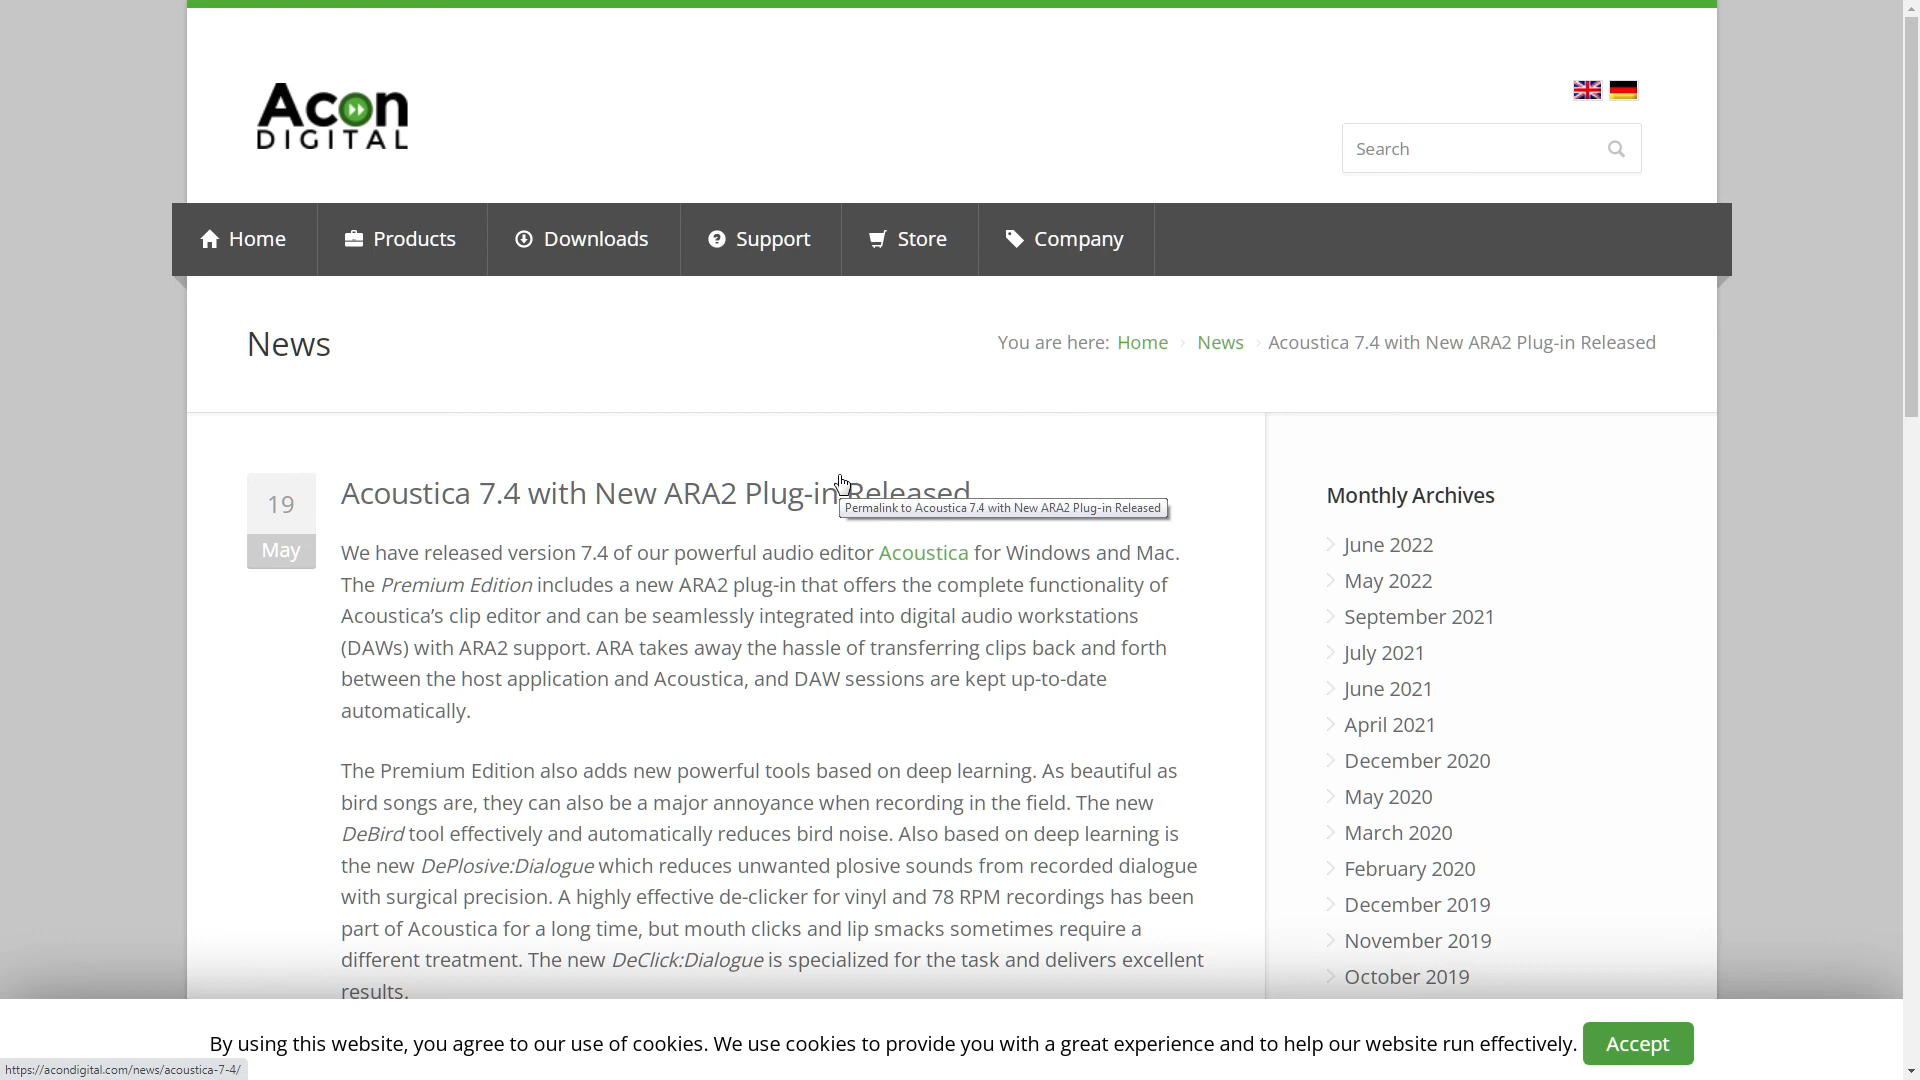 Acon
DIGITAL
Search
Home
Products
Downloads
Support
Store
Company
News
You are here: Home News Acoustica 7.4 with New ARA2 Plug-in Released
19
May
Acoustica 7.4 with New ARA2 Plug-in Released
Permalink to Acoustica 7.4 with New ARA2 Plug-in Released
We have released version 7.4 of our powerful audio editor Acoustica for Windows and Mac.
The Premium Edition includes a new ARA2 plug-in that offers the complete functionality of
Acoustica’s clip editor and can be seamlessly integrated into digital audio workstations
(DAWs) with ARA2 support. ARA takes away the hassle of transferring clips back and forth
between the host application and Acoustica, and DAW sessions are kept up-to-date
automatically.
The Premium Edition also adds new powerful tools based on deep learning. As beautiful as
bird songs are, they can also be a major annoyance when recording in the field. The new
DeBird tool effectively and automatically reduces bird noise. Also based on deep learning is
the new DePlosive:Dialogue which reduces unwanted plosive sounds from recorded dialogue
with surgical precision. A highly effective de-clicker for vinyl and 78 RPM recordings has been
part of Acoustica for a long time, but mouth clicks and lip smacks sometimes require a
different treatment. The new DeClick:Dialogue is specialized for the task and delivers excellent
results.
Monthly Archives
June 2022
May 2022
September 2021
July 2021
June 2021
April 2021
December 2020
May 2020
March 2020
February 2020
December 2019
November 2019
October 2019
By using this website, you agree to our use of cookies. We use cookies to provide you with a great experience and to help our website run effectively.
Accept
https://acondigital.com/news/acoustica-7-4/